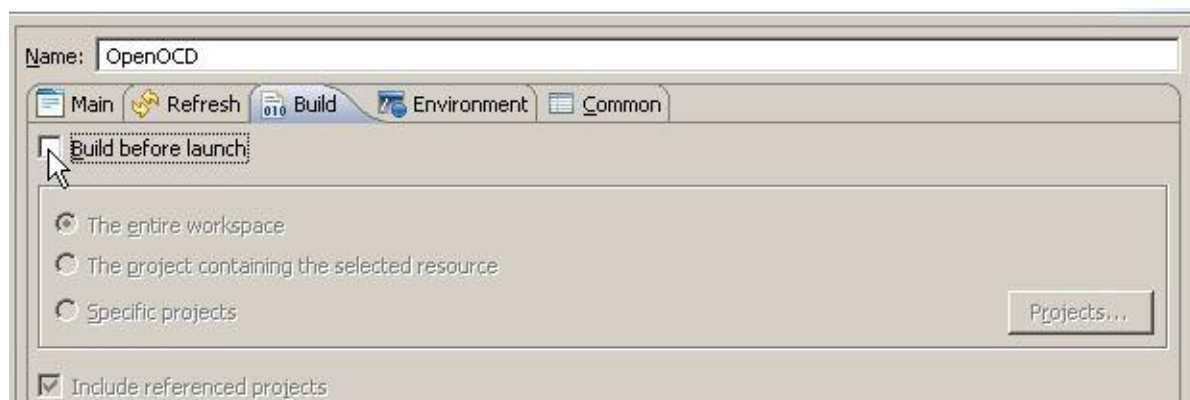 Name: OpenOCD
Main Refresh Build Environment Common
Build before launch
The entire workspace
The project containing the selected resource
Specific projects Projects...
Include referenced projects